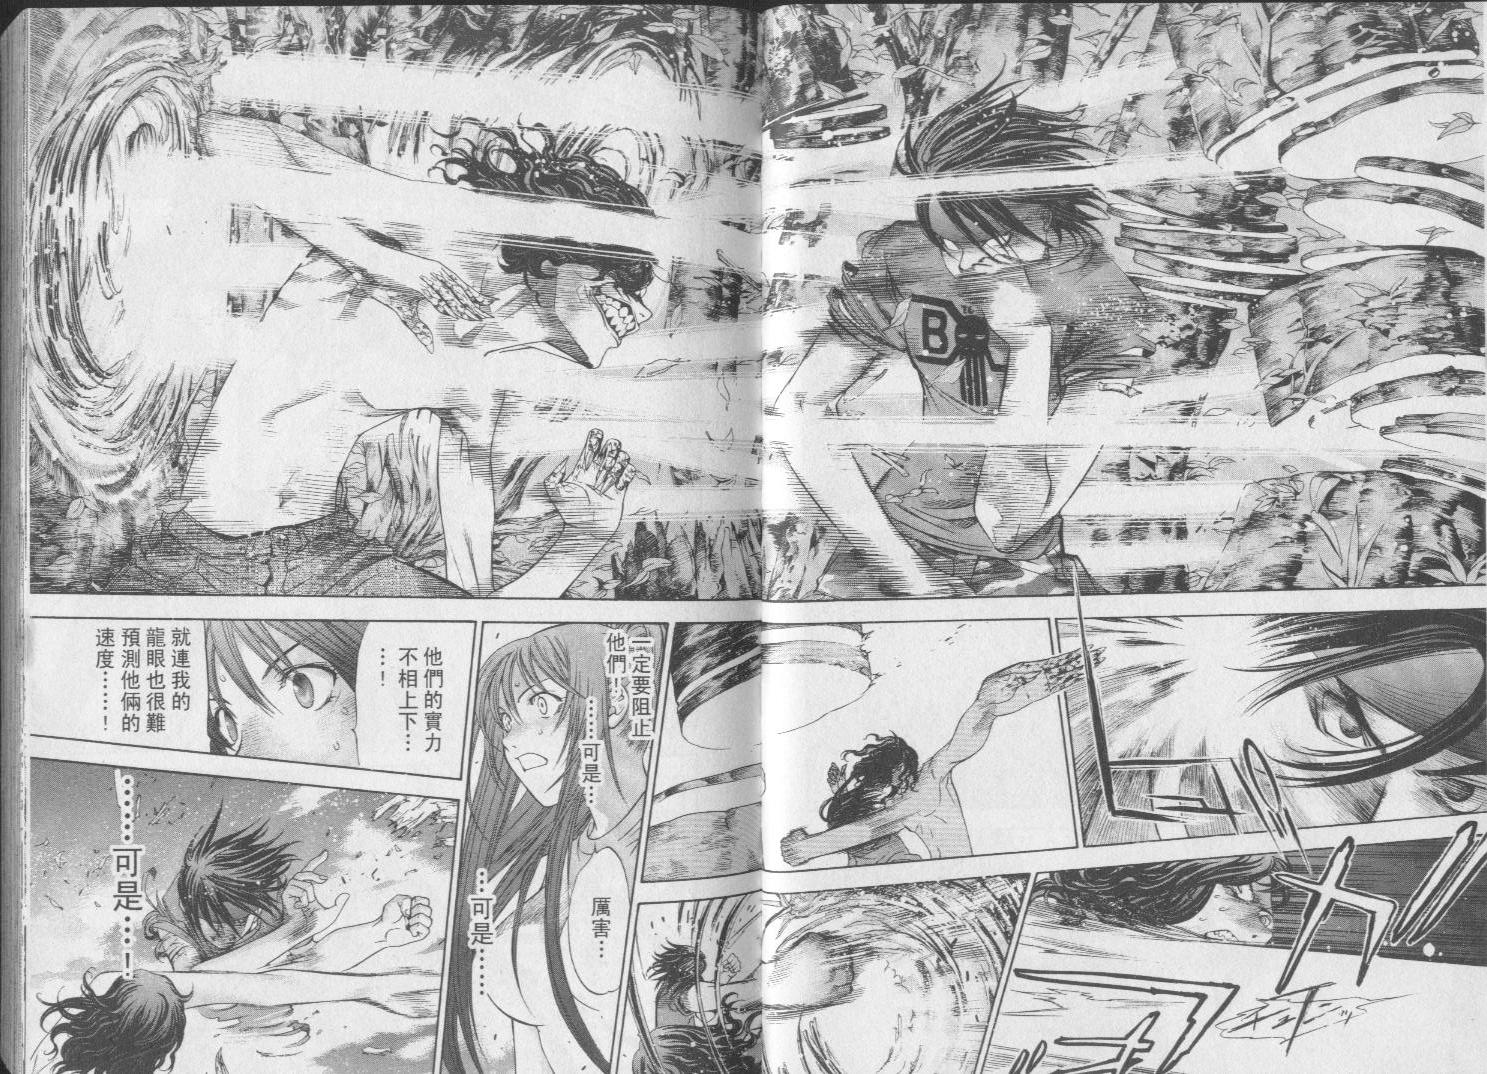 B
一定要阻止
他們！
……可是…
厲害…
…可是……
他們的實力
不相上下…
…！
就連我的
龍眼也很難
預測他倆的
速度……！
……可是…！